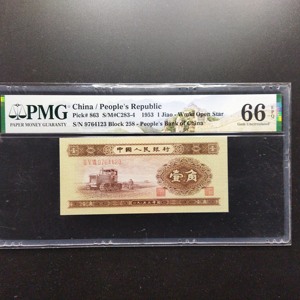 PMG
PAPER MONEY GUARANTY
China / People's Republic
Pick# 863 S/M#C283-4 1953 1 Jiao - Wmk: Open Star
S/N 9764123 Block 258 - People's Bank of China
66 EPQ
Gem Uncirculated
中国人民银行
壹角